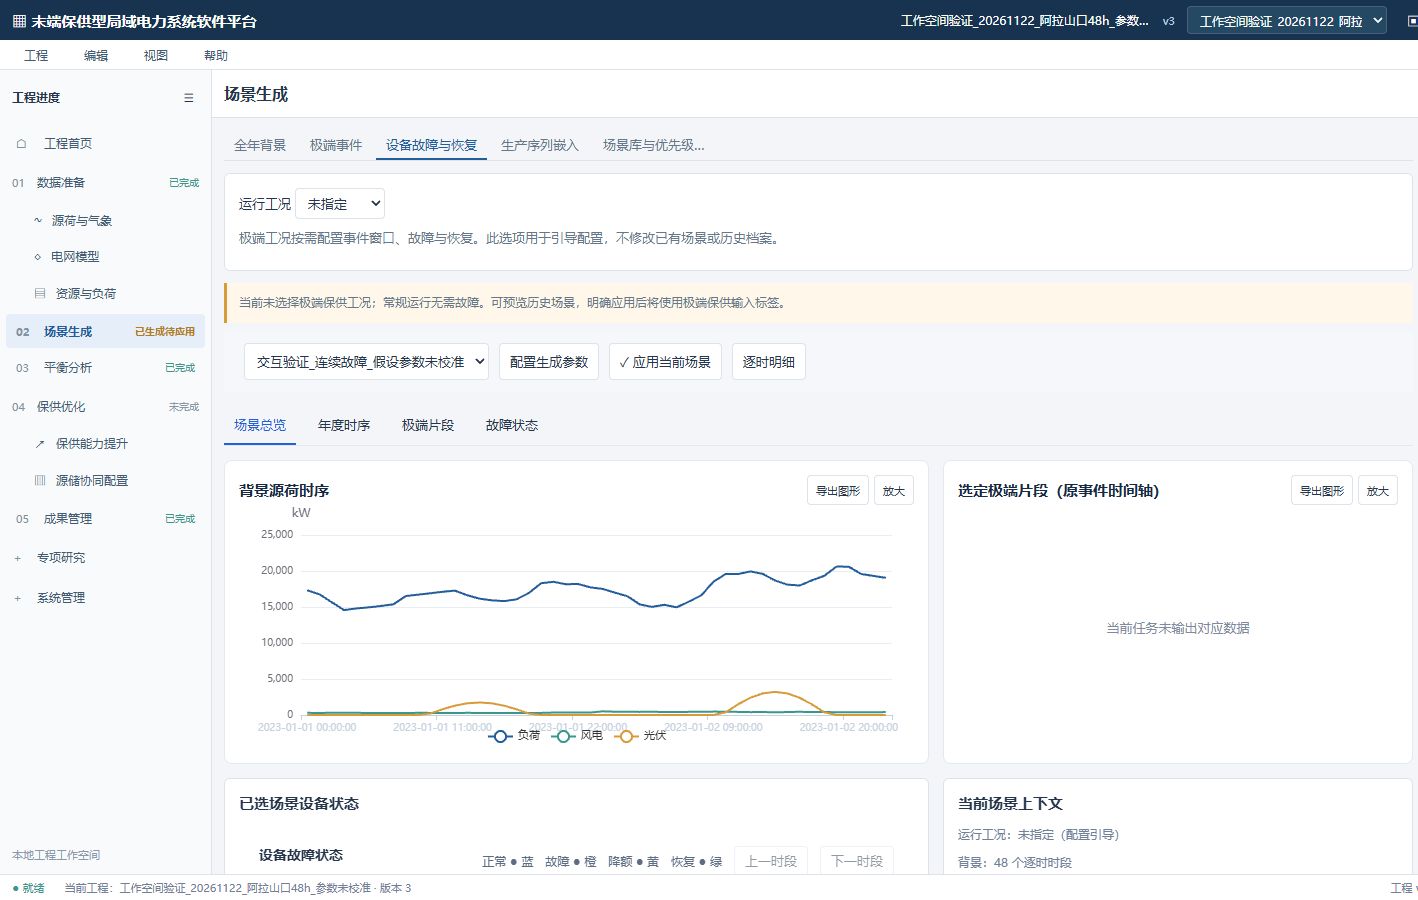 末端保供型局域电力系统软件平台
工作空间验证_20261122_阿拉山口48h_参数... v3 工作空间验证_20261122_阿拉
工程 编辑 视图 帮助
工程进度
工程首页
01 数据准备 已完成
源荷与气象
电网模型
资源与负荷
02 场景生成 已生成待应用
03 平衡分析 已完成
04 保供优化 未完成
保供能力提升
源储协同配置
05 成果管理 已完成
+ 专项研究
+ 系统管理
本地工程工作空间
场景生成
全年背景 极端事件 设备故障与恢复 生产序列嵌入 场景库与优先级...
运行工况 未指定
极端工况按需配置事件窗口、故障与恢复。此选项用于引导配置，不修改已有场景或历史档案。
当前未选择极端保供工况；常规运行无需故障。可预览历史场景，明确应用后将使用极端保供输入标签。
交互验证_连续故障_假设参数未校准 配置生成参数 ✓ 应用当前场景 逐时明细
场景总览 年度时序 极端片段 故障状态
背景源荷时序 导出图形 放大
kW
25,000
20,000
15,000
10,000
5,000
0
2023-01-01 00:00:00 2023-01-01 11:00:00 2023-01-01 22:00:00 2023-01-02 09:00:00 2023-01-02 20:00:00
负荷 风电 光伏
选定极端片段（原事件时间轴） 导出图形 放大
当前任务未输出对应数据
已选场景设备状态
设备故障状态 正常 ● 蓝 故障 ● 橙 降额 ● 黄 恢复 ● 绿 上一时段 下一时段
当前场景上下文
运行工况：未指定（配置引导）
背景：48 个逐时时段
● 就绪 当前工程：工作空间验证_20261122_阿拉山口48h_参数未校准 · 版本 3 工程